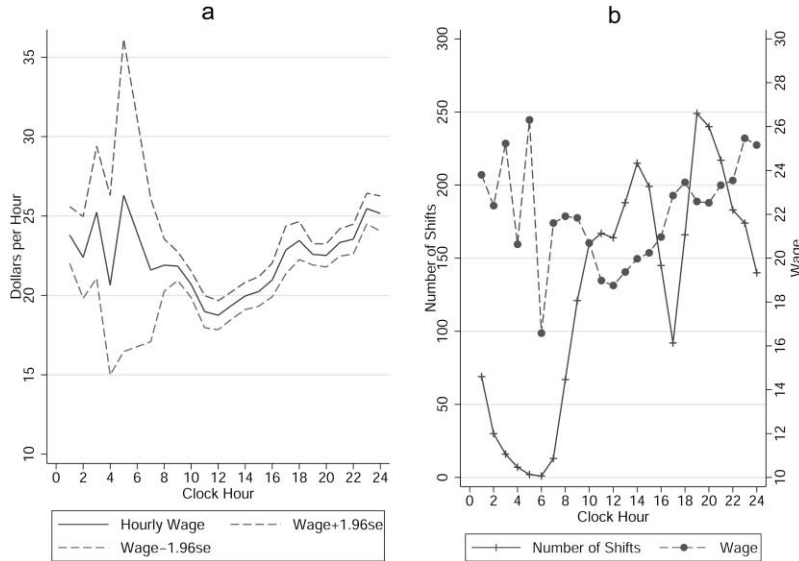 a
Dollars per Hour
35
30
25
20
15
10
0 2 4 6 8 10 12 14 16 18 20 22 24
Clock Hour
Hourly Wage
Wage+1.96se
Wage−1.96se
b
Number of Shifts
300
250
200
150
100
50
0
Wage
30
28
26
24
22
20
18
16
14
12
10
0 2 4 6 8 10 12 14 16 18 20 22 24
Clock Hour
Number of Shifts
Wage